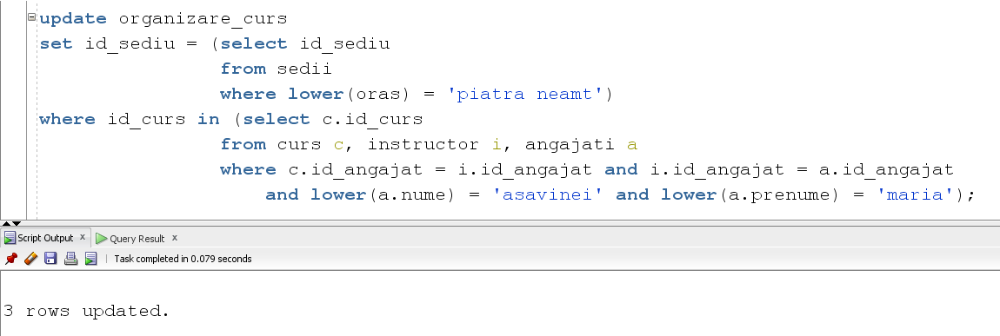 update organizare_curs
set id_sediu = (select id_sediu
from sedii
where lower(oras) = 'piatra neamt')
where id_curs in (select c.id_curs
from curs c, instructor i, angajati a
where c.id_angajat = i.id_angajat and i.id_angajat = a.id_angajat
and lower(a.nume) = 'asavinei' and lower(a.prenume) = 'maria');
Script Output x Query Result x
Task completed in 0.079 seconds
3 rows updated.